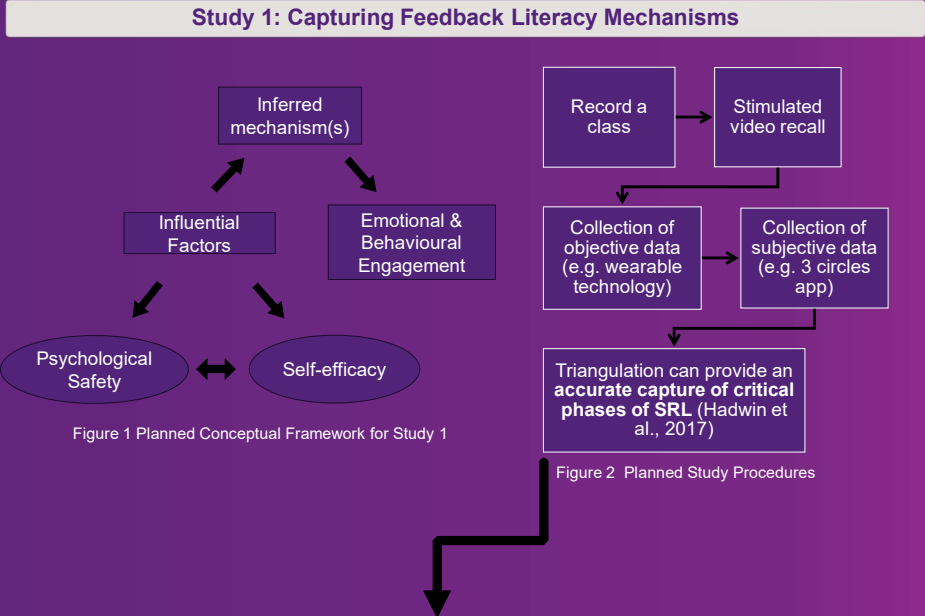 Study 1: Capturing Feedback Literacy Mechanisms
Inferred
mechanism(s)
Influential
Factors
Emotional &
Behavioural
Engagement
Psychological
Safety
Self-efficacy
Figure 1 Planned Conceptual Framework for Study 1
Record a
class
Stimulated
video recall
Collection of
objective data
(e.g. wearable
technology)
Collection of
subjective data
(e.g. 3 circles
app)
Triangulation can provide an
accurate capture of critical
phases of SRL (Hadwin et
al., 2017)
Figure 2  Planned Study Procedures